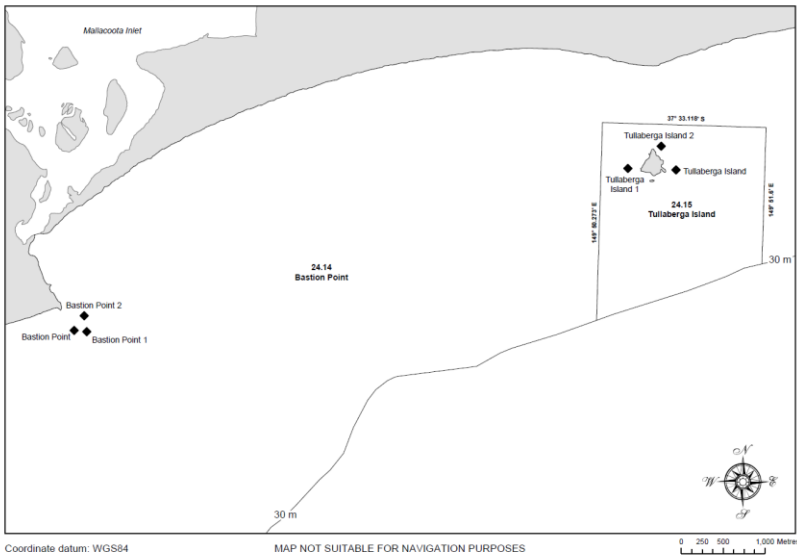 Mallacoota Inlet
37° 33.118' S
Tullaberga Island 2
Tullaberga Island
Tullaberga
Island 1
149° 50.273' E
149° 51.6' E
24.15
Tullaberga Island
30 m
24.14
Bastion Point
Bastion Point 2
Bastion Point
Bastion Point 1
30 m
N
W
E
S
Coordinate datum: WGS84
MAP NOT SUITABLE FOR NAVIGATION PURPOSES
0 250 500 1,000 Metres